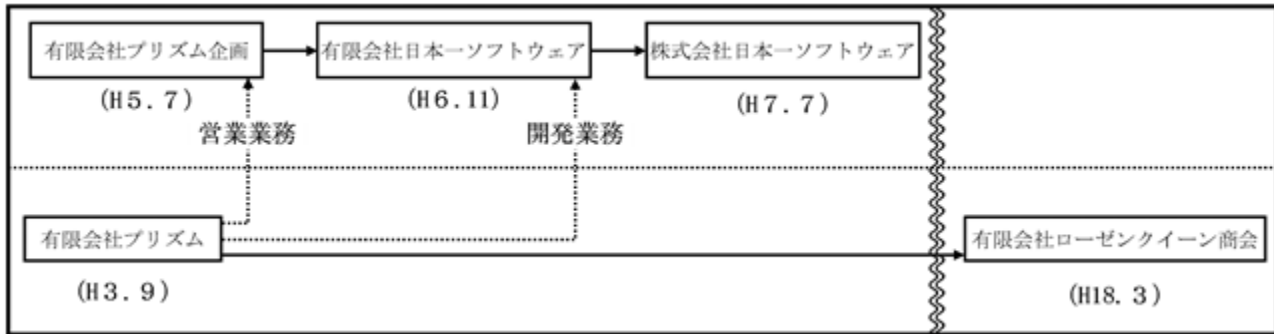 有限会社プリズム企画
有限会社日本一ソフトウェア
株式会社日本一ソフトウェア
(H5.7)
(H6.11)
(H7.7)
営業業務
開発業務
有限会社プリズム
有限会社ローゼンクイーン商会
(H3.9)
(H18.3)